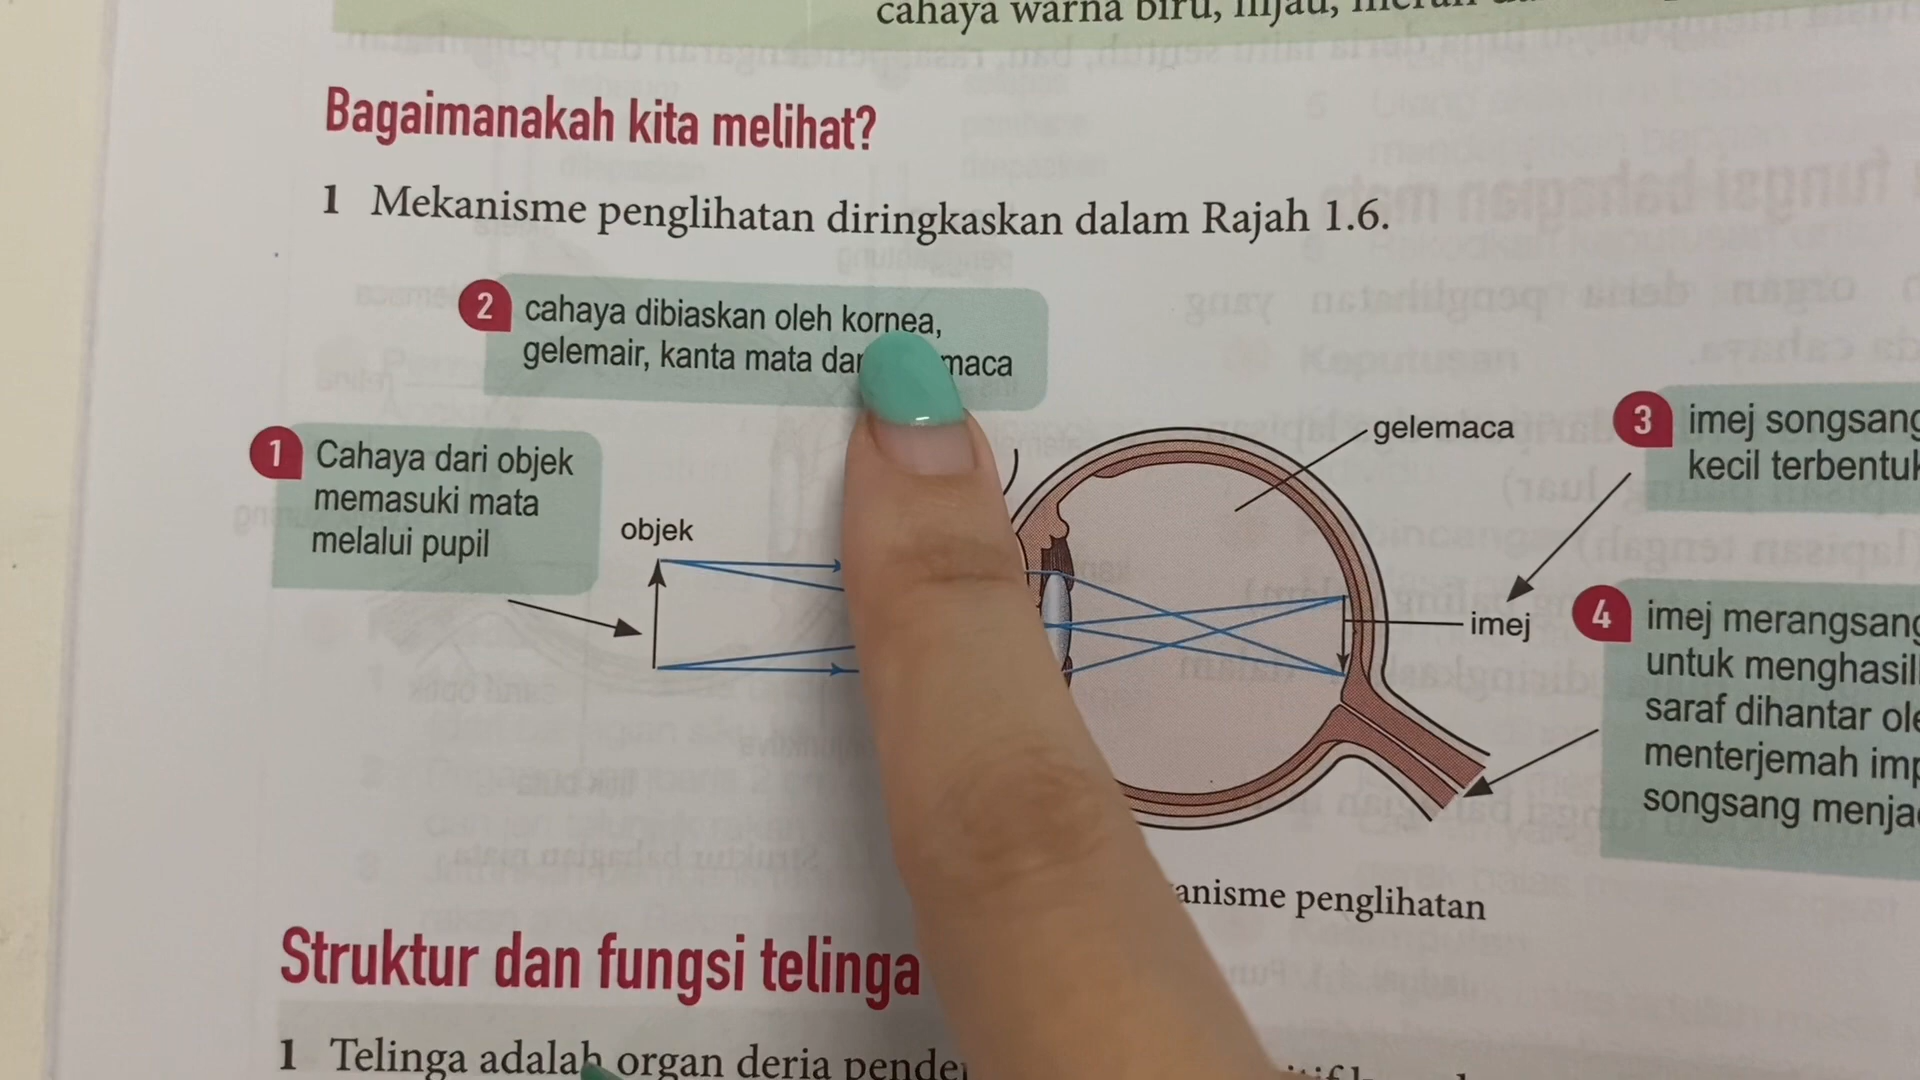 cahaya warna biru, hijau,
Bagaimanakah kita melihat?
1 Mekanisme penglihatan diringkaskan dalam Rajah 1.6.
2 cahaya dibiaskan oleh kornea,
gelemair, kanta mata dan maca
1 Cahaya dari objek
memasuki mata
melalui pupil
objek
gelemaca
3 imej songsang
kecil terbentuk
imej
4 imej merangsang
untuk menghasil
saraf dihantar ole
menterjemah imp
songsang menja
anisme penglihatan
Struktur dan fungsi telinga
1 Telinga adalah organ deria pende